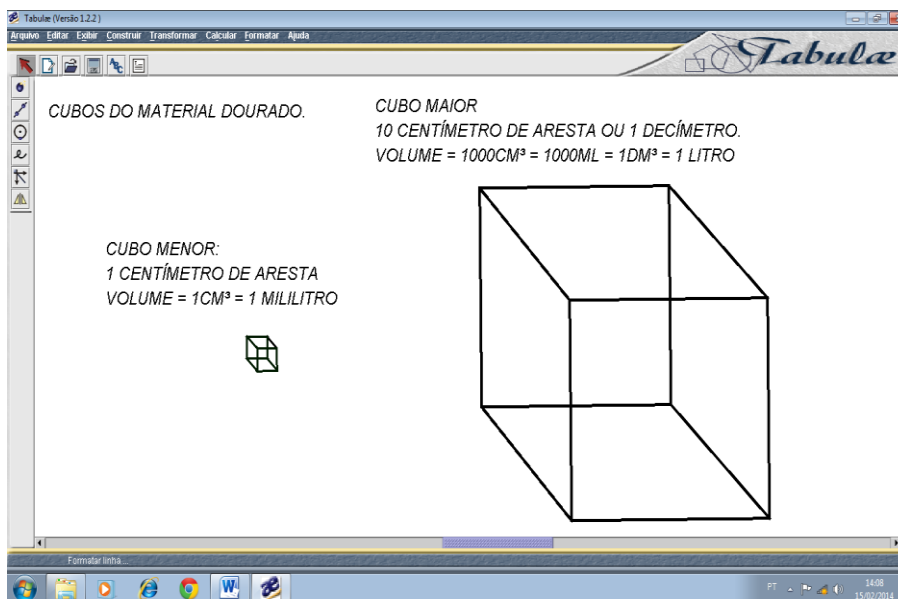 Tabulæ (Versão 1.2.2 )
Arquivo Editar Exibir Construir Transformar Calcular Formatar Ajuda
Tabulæ
CUBOS DO MATERIAL DOURADO.
CUBO MAIOR
10 CENTÍMETRO DE ARESTA OU 1 DECÍMETRO.
VOLUME = 1000CM³ = 1000ML = 1DM³ = 1 LITRO
CUBO MENOR:
1 CENTÍMETRO DE ARESTA
VOLUME = 1CM³ = 1 MILILITRO
Formatar linha...
PT
14:08
15/02/2014